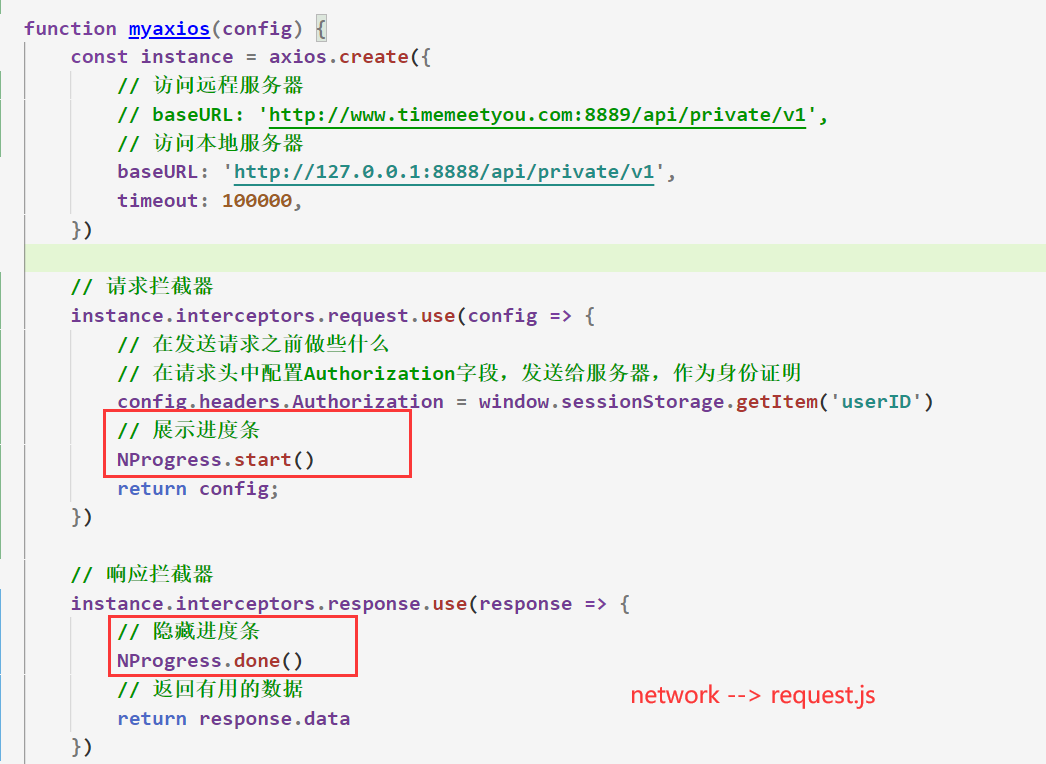 function myaxios(config) {
const instance = axios.create({
// 访问远程服务器
// baseURL: 'http://www.timemeetyou.com:8889/api/private/v1',
// 访问本地服务器
baseURL: 'http://127.0.0.1:8888/api/private/v1',
timeout: 100000,
})
// 请求拦截器
instance.interceptors.request.use(config => {
// 在发送请求之前做些什么
// 在请求头中配置Authorization字段，发送给服务器，作为身份证明
config.headers.Authorization = window.sessionStorage.getItem('userID')
// 展示进度条
NProgress.start()
return config;
})
// 响应拦截器
instance.interceptors.response.use(response => {
// 隐藏进度条
NProgress.done()
// 返回有用的数据
return response.data
})
network --> request.js